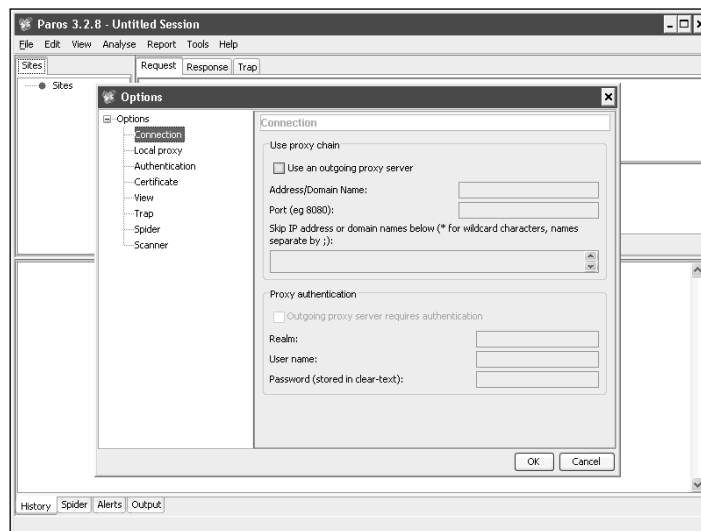 Paros 3.2.8 - Untitled Session
File Edit View Analyse Report Tools Help
Sites
Request Response Trap
Sites
Options
Options
Connection
Local proxy
Authentication
Certificate
View
Trap
Spider
Scanner
Connection
Use proxy chain
Use an outgoing proxy server
Address/Domain Name:
Port (eg 8080):
Skip IP address or domain names below (* for wildcard characters, names
separate by ;):
Proxy authentication
Outgoing proxy server requires authentication
Realm:
User name:
Password (stored in clear-text):
OK Cancel
History Spider Alerts Output